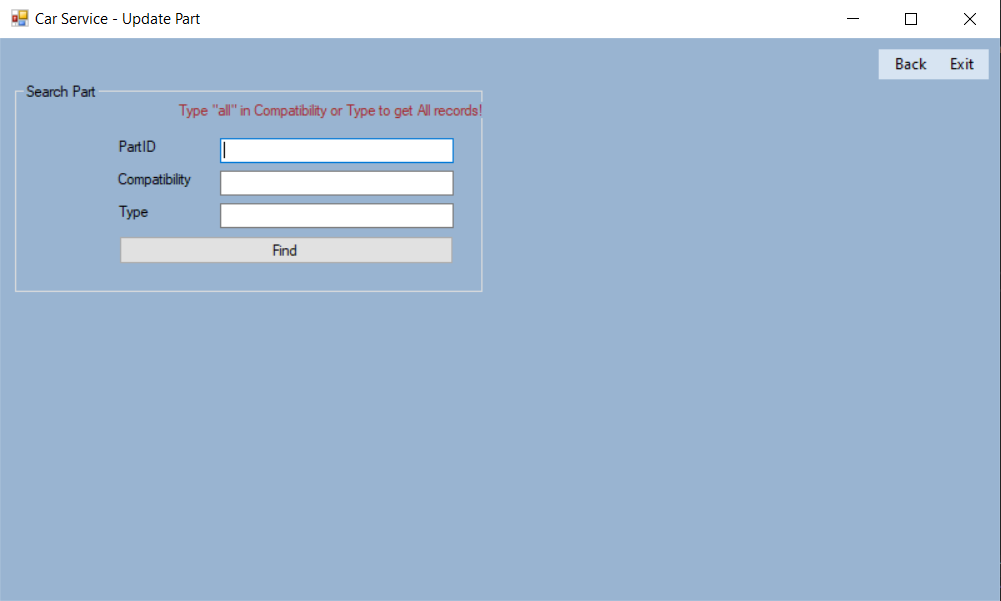 Car Service - Update Part
Back Exit
Search Part
Type "all" in Compatibility or Type to get All records!
PartID
Compatibility
Type
Find